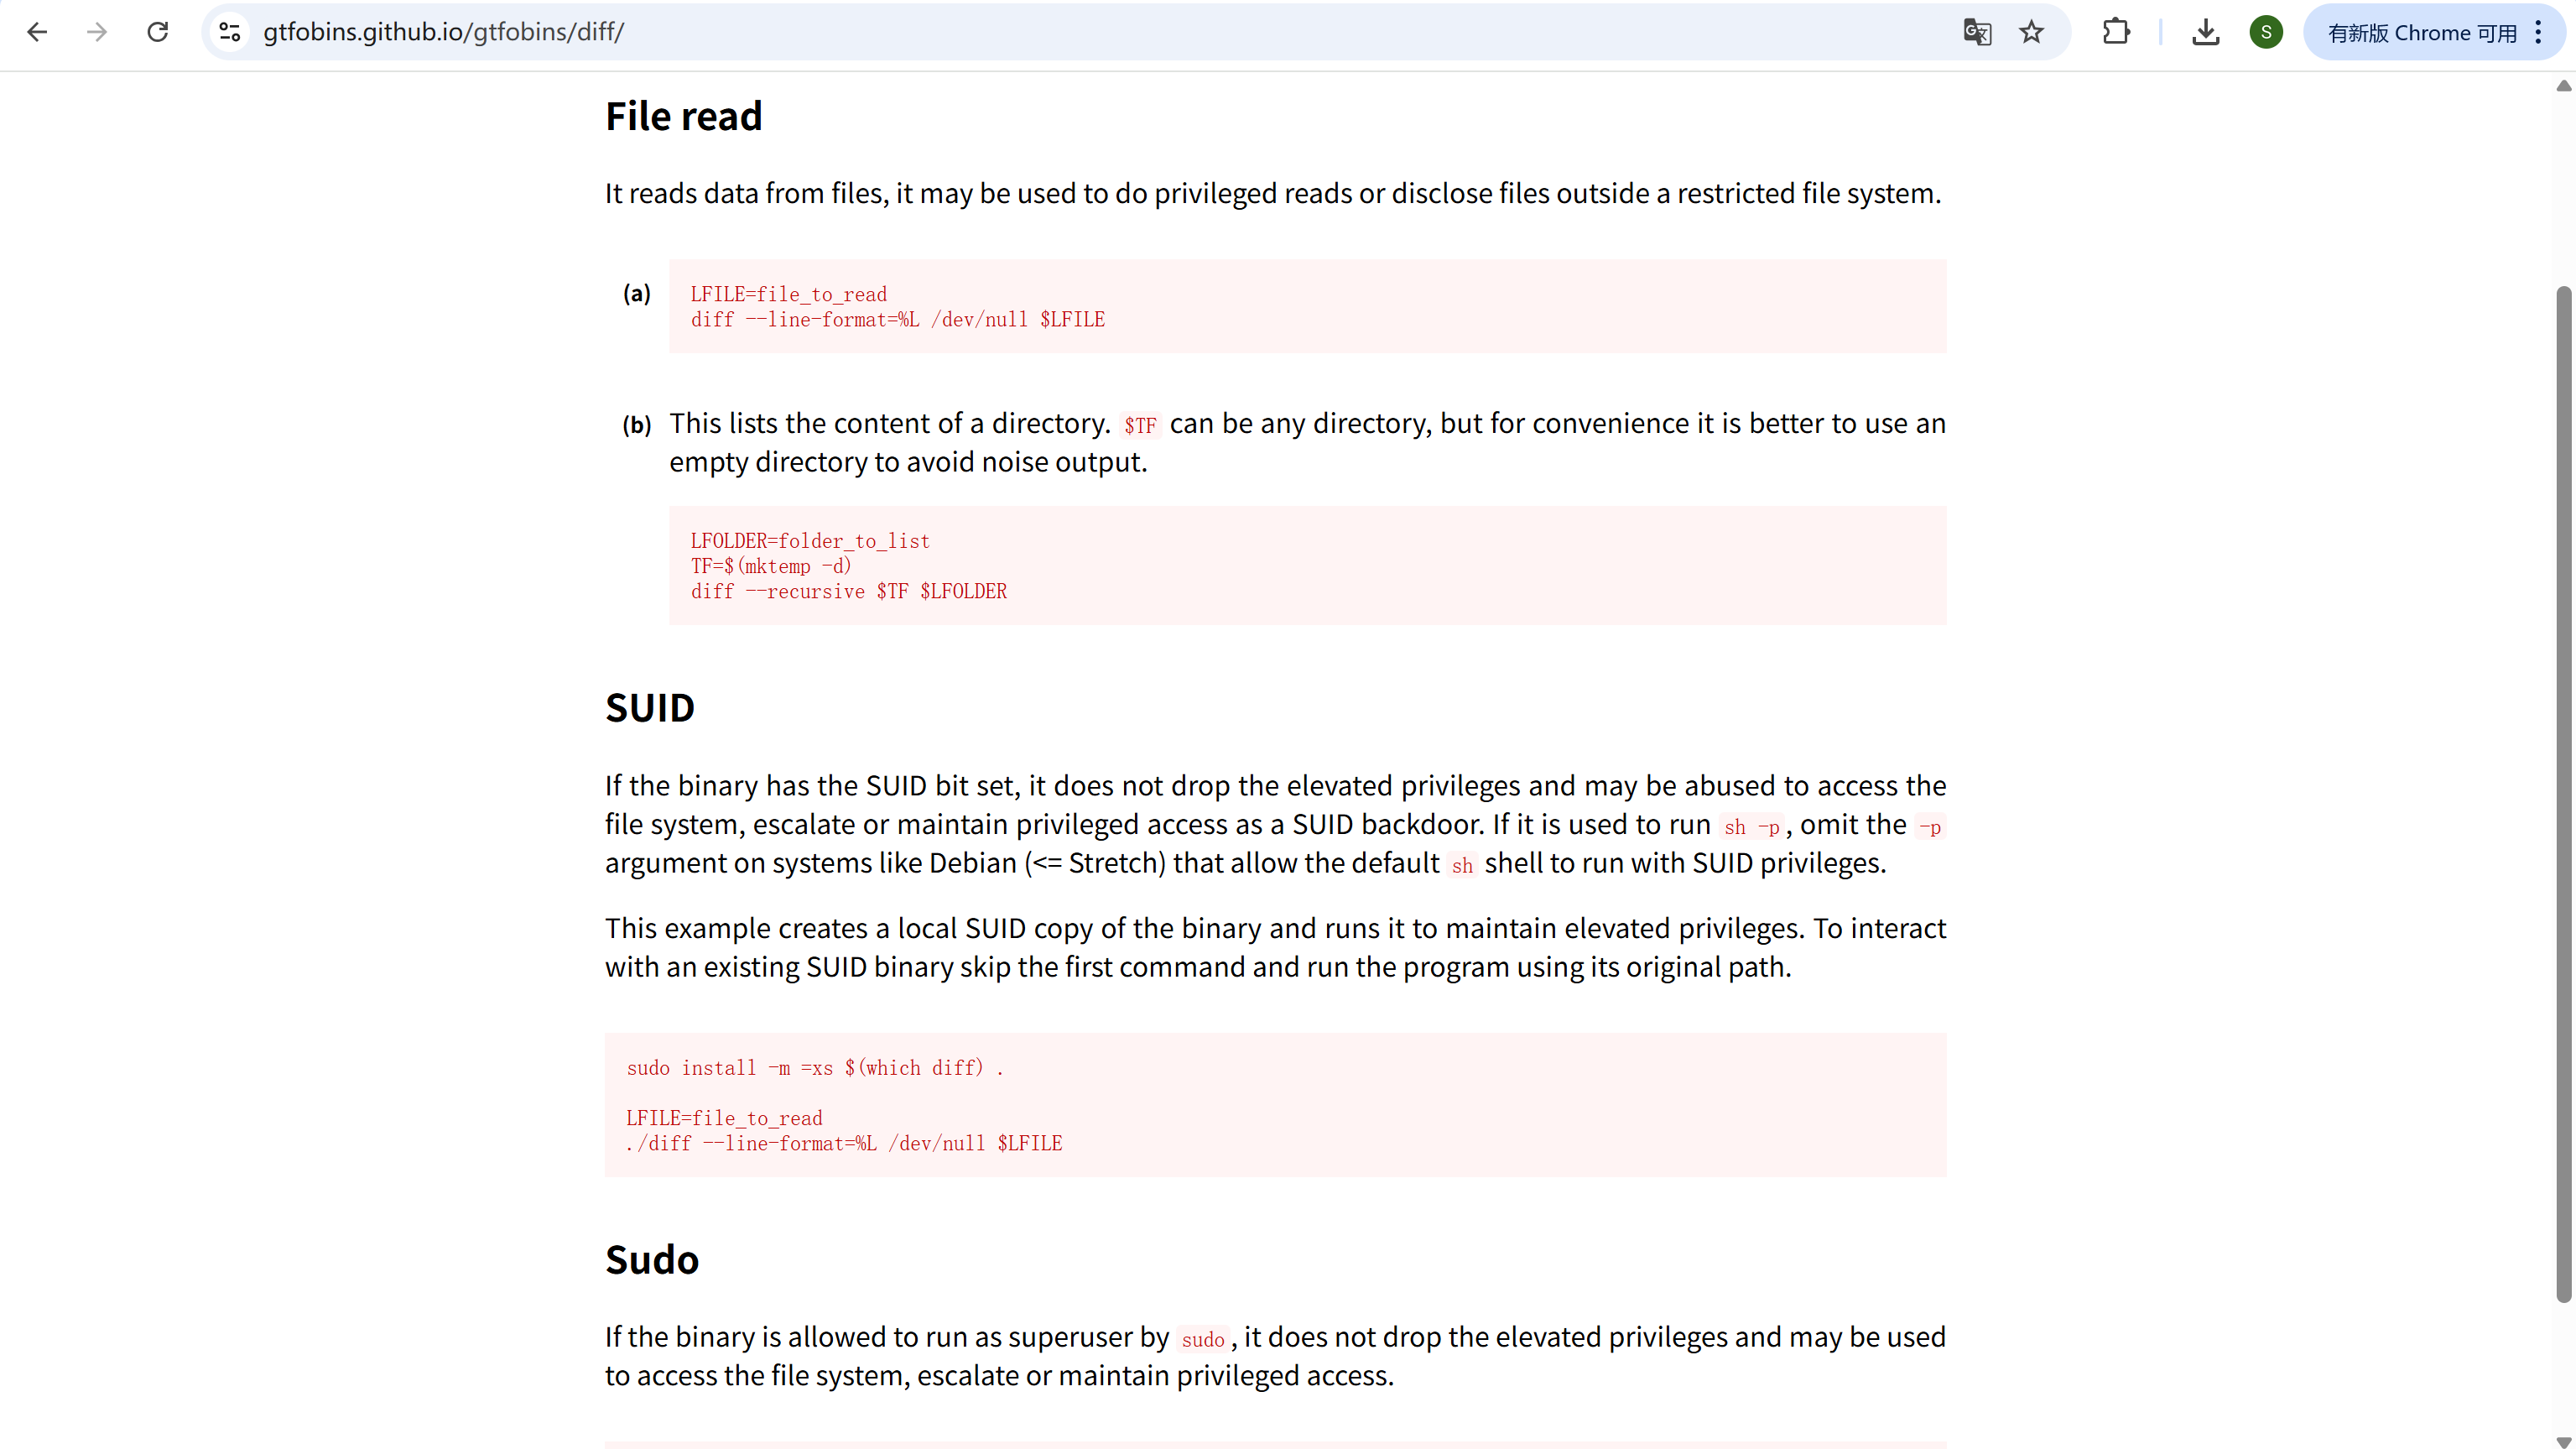 gtfobins.github.io/gtfobins/diff/
S
有新版 Chrome 可用
File read
It reads data from files, it may be used to do privileged reads or disclose files outside a restricted file system.
(a)
LFILE=file_to_read
diff --line-format=%L /dev/null $LFILE
(b) This lists the content of a directory. $TF can be any directory, but for convenience it is better to use an
empty directory to avoid noise output.
LFOLDER=folder_to_list
TF=$(mktemp -d)
diff --recursive $TF $LFOLDER
SUID
If the binary has the SUID bit set, it does not drop the elevated privileges and may be abused to access the
file system, escalate or maintain privileged access as a SUID backdoor. If it is used to run sh -p, omit the -p
argument on systems like Debian (<= Stretch) that allow the default sh shell to run with SUID privileges.
This example creates a local SUID copy of the binary and runs it to maintain elevated privileges. To interact
with an existing SUID binary skip the first command and run the program using its original path.
sudo install -m =xs $(which diff) .
LFILE=file_to_read
./diff --line-format=%L /dev/null $LFILE
Sudo
If the binary is allowed to run as superuser by sudo, it does not drop the elevated privileges and may be used
to access the file system, escalate or maintain privileged access.